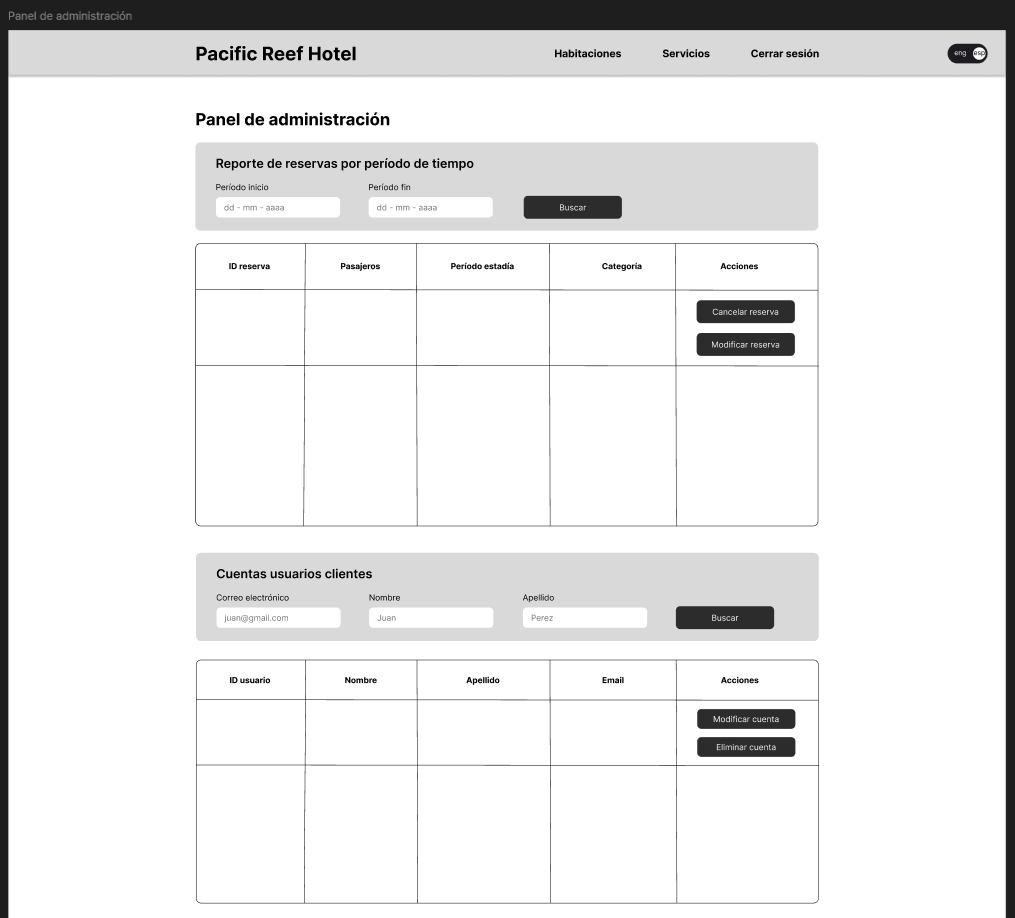 Panel de administración
Pacific Reef Hotel Habitaciones Servicios Cerrar sesión eng esp
Panel de administración
Reporte de reservas por período de tiempo
Período inicio Período fin
dd - mm - aaaa dd - mm - aaaa Buscar
ID reserva Pasajeros Período estadía Categoría Acciones
Cancelar reserva
Modificar reserva
Cuentas usuarios clientes
Correo electrónico Nombre Apellido
juan@gmail.com Juan Perez Buscar
ID usuario Nombre Apellido Email Acciones
Modificar cuenta
Eliminar cuenta